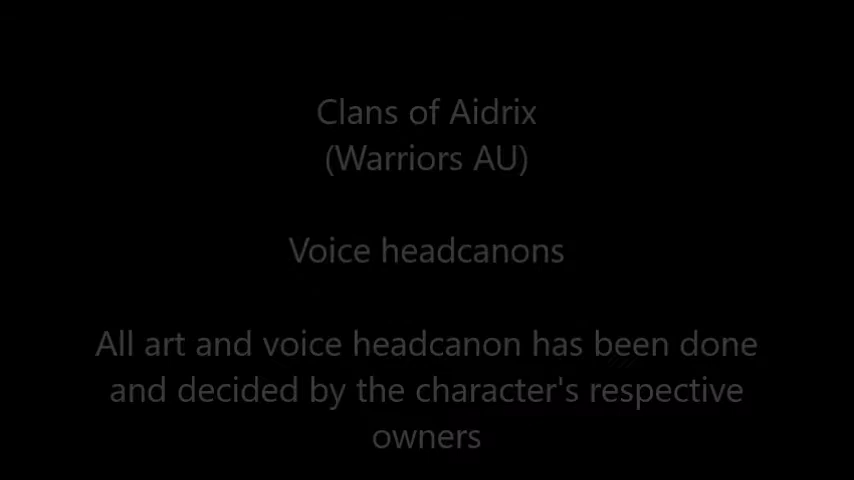 Clans of Aidrix
(Warriors AU)
Voice headcanons
All art and voice headcanon has been done
and decided by the character's respective
owners